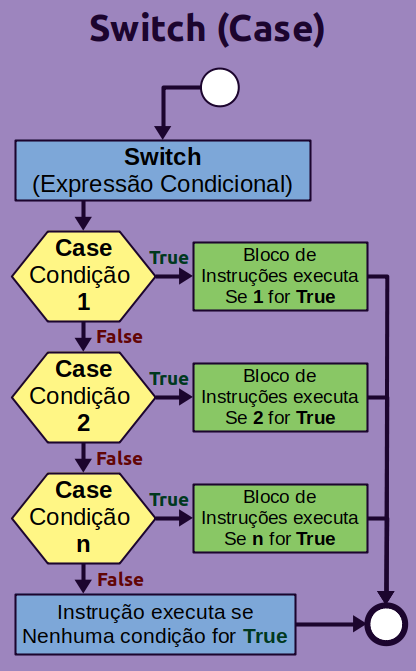 Switch (Case)
Switch
(Expressão Condicional)
Case
Condição
1
True
Bloco de
Instruções executa
Se 1 for True
False
Case
Condição
2
True
Bloco de
Instruções executa
Se 2 for True
False
Case
Condição
n
True
Bloco de
Instruções executa
Se n for True
False
Instrução executa se
Nenhuma condição for True